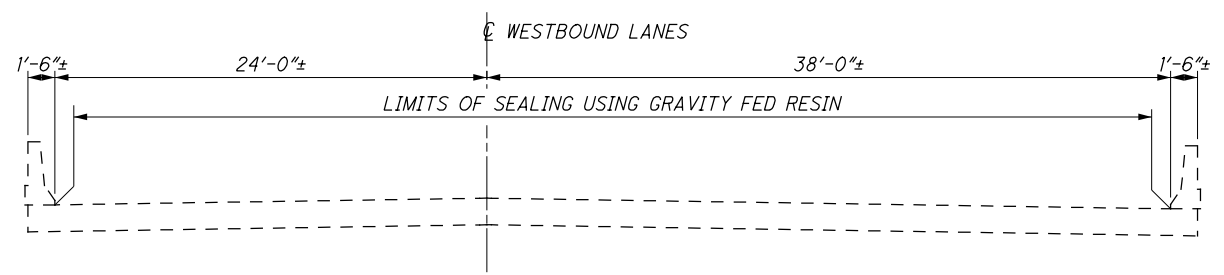 ℄ WESTBOUND LANES
1'-6"± 24'-0"± 38'-0"± 1'-6"±
LIMITS OF SEALING USING GRAVITY FED RESIN